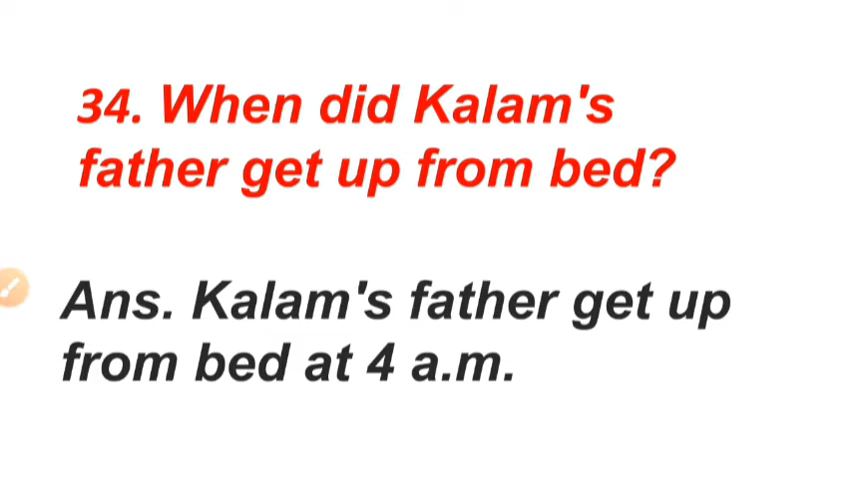 34. When did Kalam's
father get up from bed?
Ans. Kalam's father get up
from bed at 4 a.m.